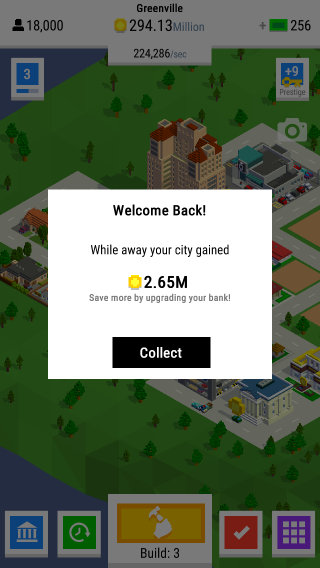 Greenville
18,000
294.13Million
+ 256
224,286/sec
3
+9
Prestige
Welcome Back!
While away your city gained
2.65M
Save more by upgrading your bank!
Collect
Build: 3